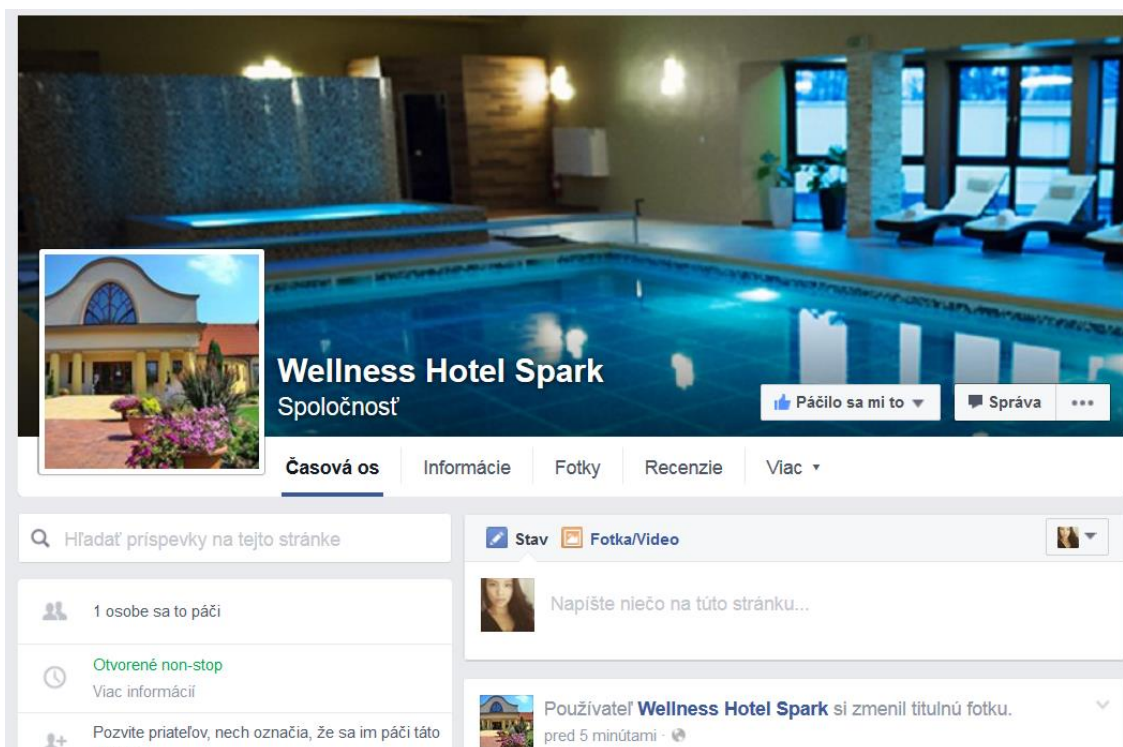 Wellness Hotel Spark
Spoločnosť
Páčilo sa mi to
Správa
Časová os
Informácie
Fotky
Recenzie
Viac
Hľadať príspevky na tejto stránke
1 osobe sa to páči
Otvorené non-stop
Viac informácií
Pozvite priateľov, nech označia, že sa im páči táto
Stav
Fotka/Video
Napíšte niečo na túto stránku...
Používateľ Wellness Hotel Spark si zmenil titulnú fotku.
pred 5 minútami ·